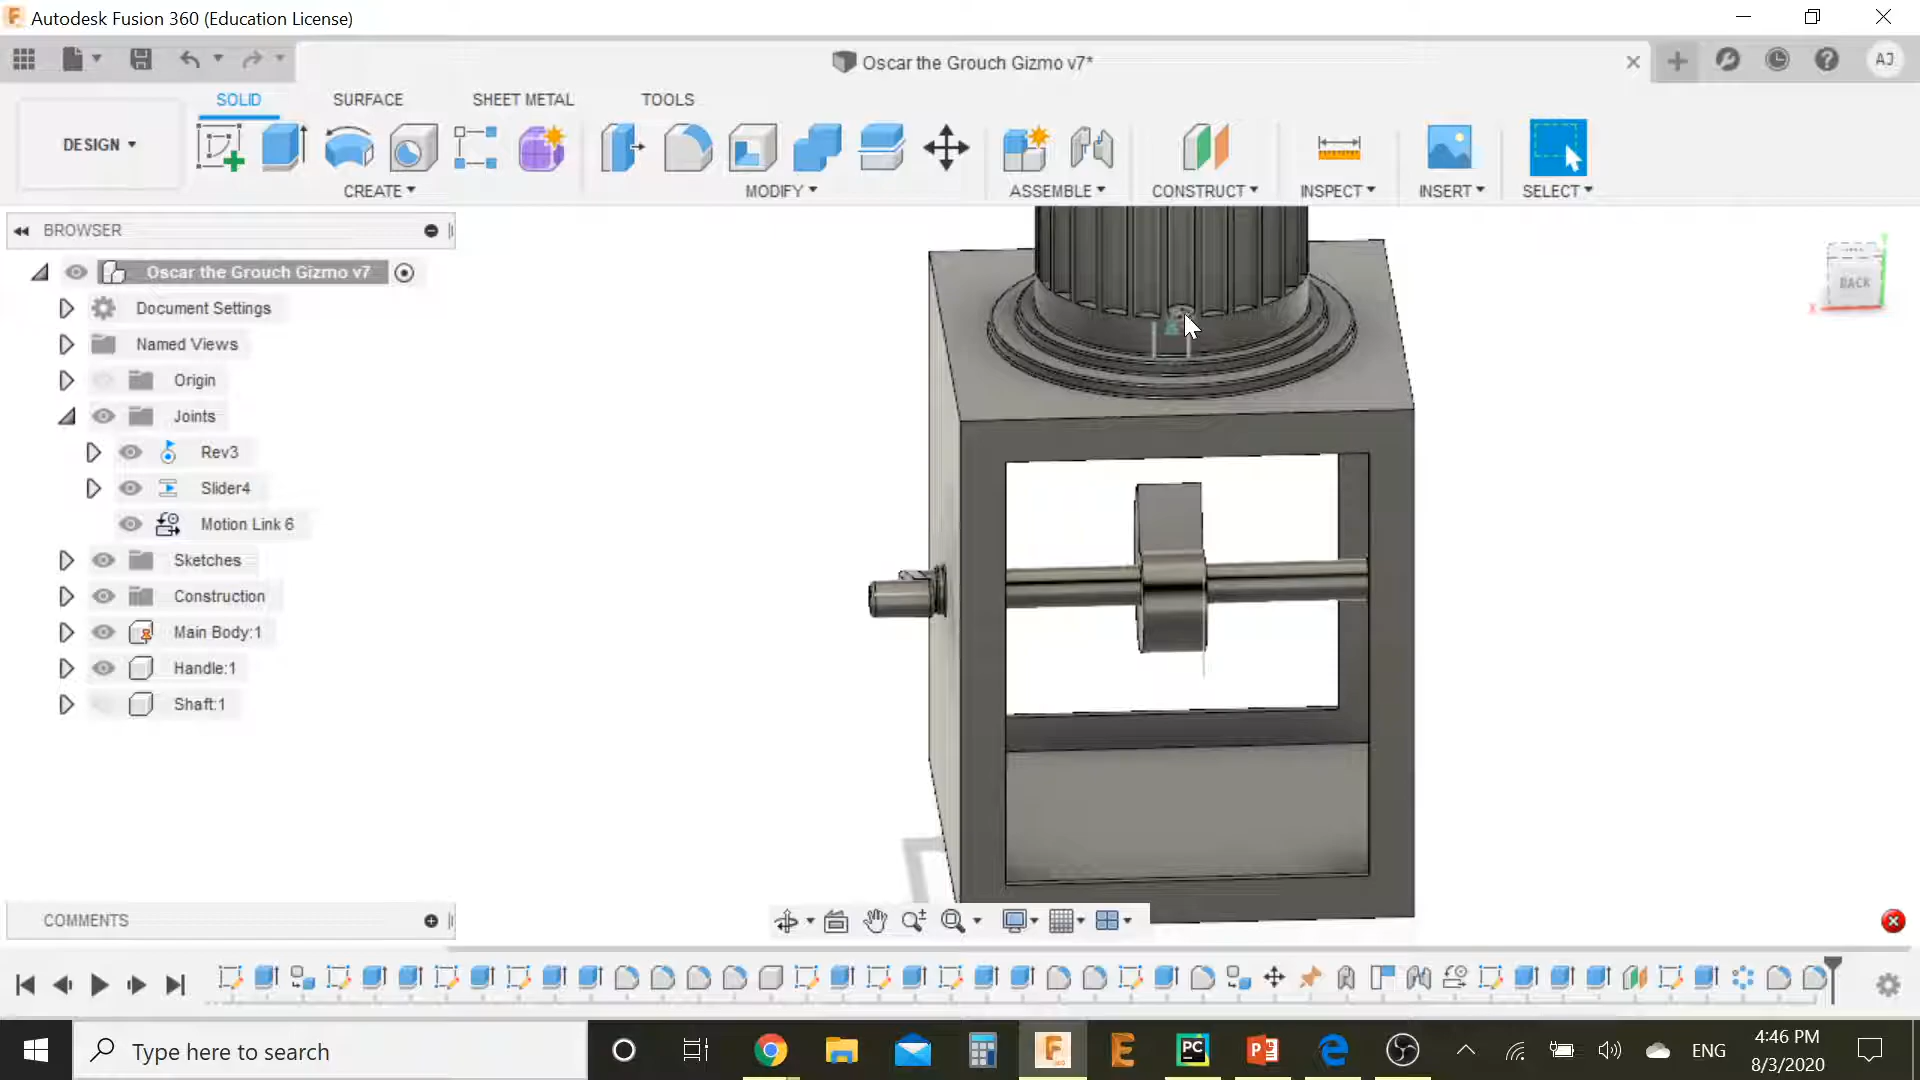 Autodesk Fusion 360 (Education License)
Oscar the Grouch Gizmo v7*
AJ
SOLID
SURFACE
SHEET METAL
TOOLS
DESIGN
CREATE
MODIFY
ASSEMBLE
CONSTRUCT
INSPECT
INSERT
SELECT
BROWSER
Oscar the Grouch Gizmo v7
Document Settings
Named Views
Origin
Joints
Rev3
Slider4
Motion Link 6
Sketches
Construction
Main Body:1
Handle:1
Shaft:1
BACK
COMMENTS
Type here to search
PC
ENG
4:46 PM
8/3/2020